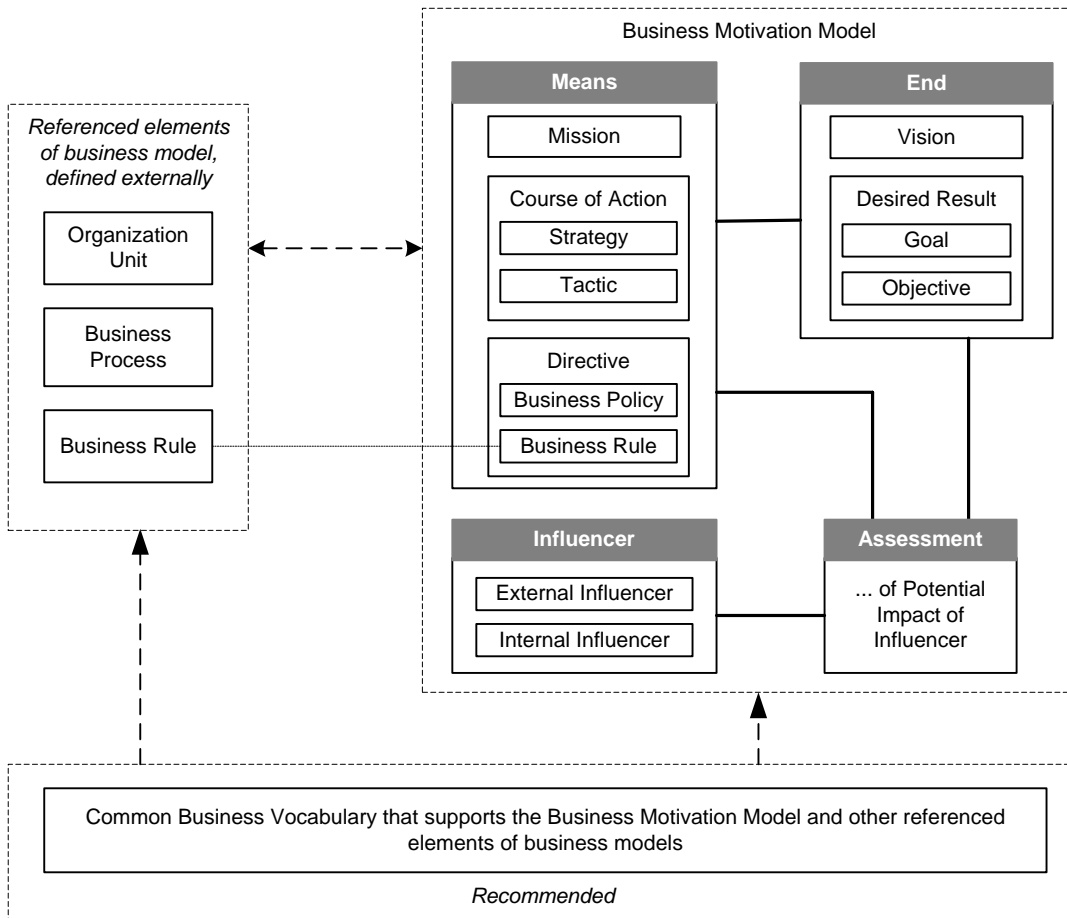 Business Motivation Model
Referenced elements
of business model,
defined externally
Organization
Unit
Business
Process
Business Rule
Means
Mission
Course of Action
Strategy
Tactic
Directive
Business Policy
Business Rule
End
Vision
Desired Result
Goal
Objective
Influencer
External Influencer
Internal Influencer
Assessment
... of Potential
Impact of
Influencer
Common Business Vocabulary that supports the Business Motivation Model and other referenced
elements of business models
Recommended